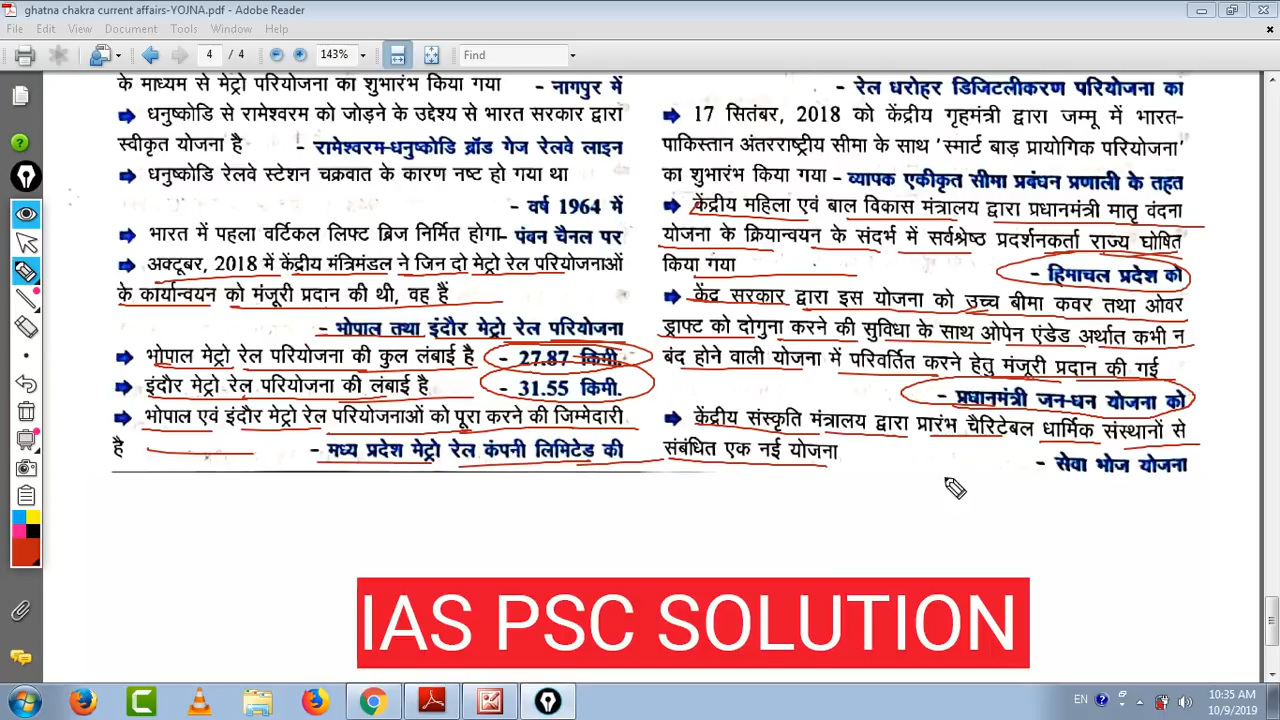 ghatna chakra current affairs-YOJNA.pdf - Adobe Reader
File Edit View Document Tools Window Help
4 / 4 143% Find
के माध्यम से मेट्रो परियोजना का शुभारंभ किया गया
- नागपुर में
धनुष्कोडि से रामेश्वरम को जोड़ने के उद्देश्य से भारत सरकार द्वारा
स्वीकृत योजना है - रामेश्वरम-धनुष्कोडि ब्रॉड गेज रेलवे लाइन
धनुष्कोडि रेलवे स्टेशन चक्रवात के कारण नष्ट हो गया था
- वर्ष 1964 में
भारत में पहला वर्टिकल लिफ्ट ब्रिज निर्मित होगा - पंबन चैनल पर
अक्टूबर, 2018 में केंद्रीय मंत्रिमंडल ने जिन दो मेट्रो रेल परियोजनाओं
के कार्यान्वयन को मंजूरी प्रदान की थी, वह हैं
- भोपाल तथा इंदौर मेट्रो रेल परियोजना
भोपाल मेट्रो रेल परियोजना की कुल लंबाई है - 27.87 किमी.
इंदौर मेट्रो रेल परियोजना की लंबाई है - 31.55 किमी.
भोपाल एवं इंदौर मेट्रो रेल परियोजनाओं को पूरा करने की जिम्मेदारी
है - मध्य प्रदेश मेट्रो रेल कंपनी लिमिटेड की
- रेल धरोहर डिजिटलीकरण परियोजना का
17 सितंबर, 2018 को केंद्रीय गृहमंत्री द्वारा जम्मू में भारत-
पाकिस्तान अंतरराष्ट्रीय सीमा के साथ 'स्मार्ट बाड़ प्रायोगिक परियोजना'
का शुभारंभ किया गया - व्यापक एकीकृत सीमा प्रबंधन प्रणाली के तहत
केंद्रीय महिला एवं बाल विकास मंत्रालय द्वारा प्रधानमंत्री मातृ वंदना
योजना के क्रियान्वयन के संदर्भ में सर्वश्रेष्ठ प्रदर्शनकर्ता राज्य घोषित
किया गया - हिमाचल प्रदेश को
केंद्र सरकार द्वारा इस योजना को उच्च बीमा कवर तथा ओवर
ड्राफ्ट को दोगुना करने की सुविधा के साथ ओपेन एंडेड अर्थात कभी न
बंद होने वाली योजना में परिवर्तित करने हेतु मंजूरी प्रदान की गई
- प्रधानमंत्री जन-धन योजना को
केंद्रीय संस्कृति मंत्रालय द्वारा प्रारंभ चैरिटेबल धार्मिक संस्थानों से
संबंधित एक नई योजना
- सेवा भोज योजना
IAS PSC SOLUTION
EN
10:35 AM
10/9/2019